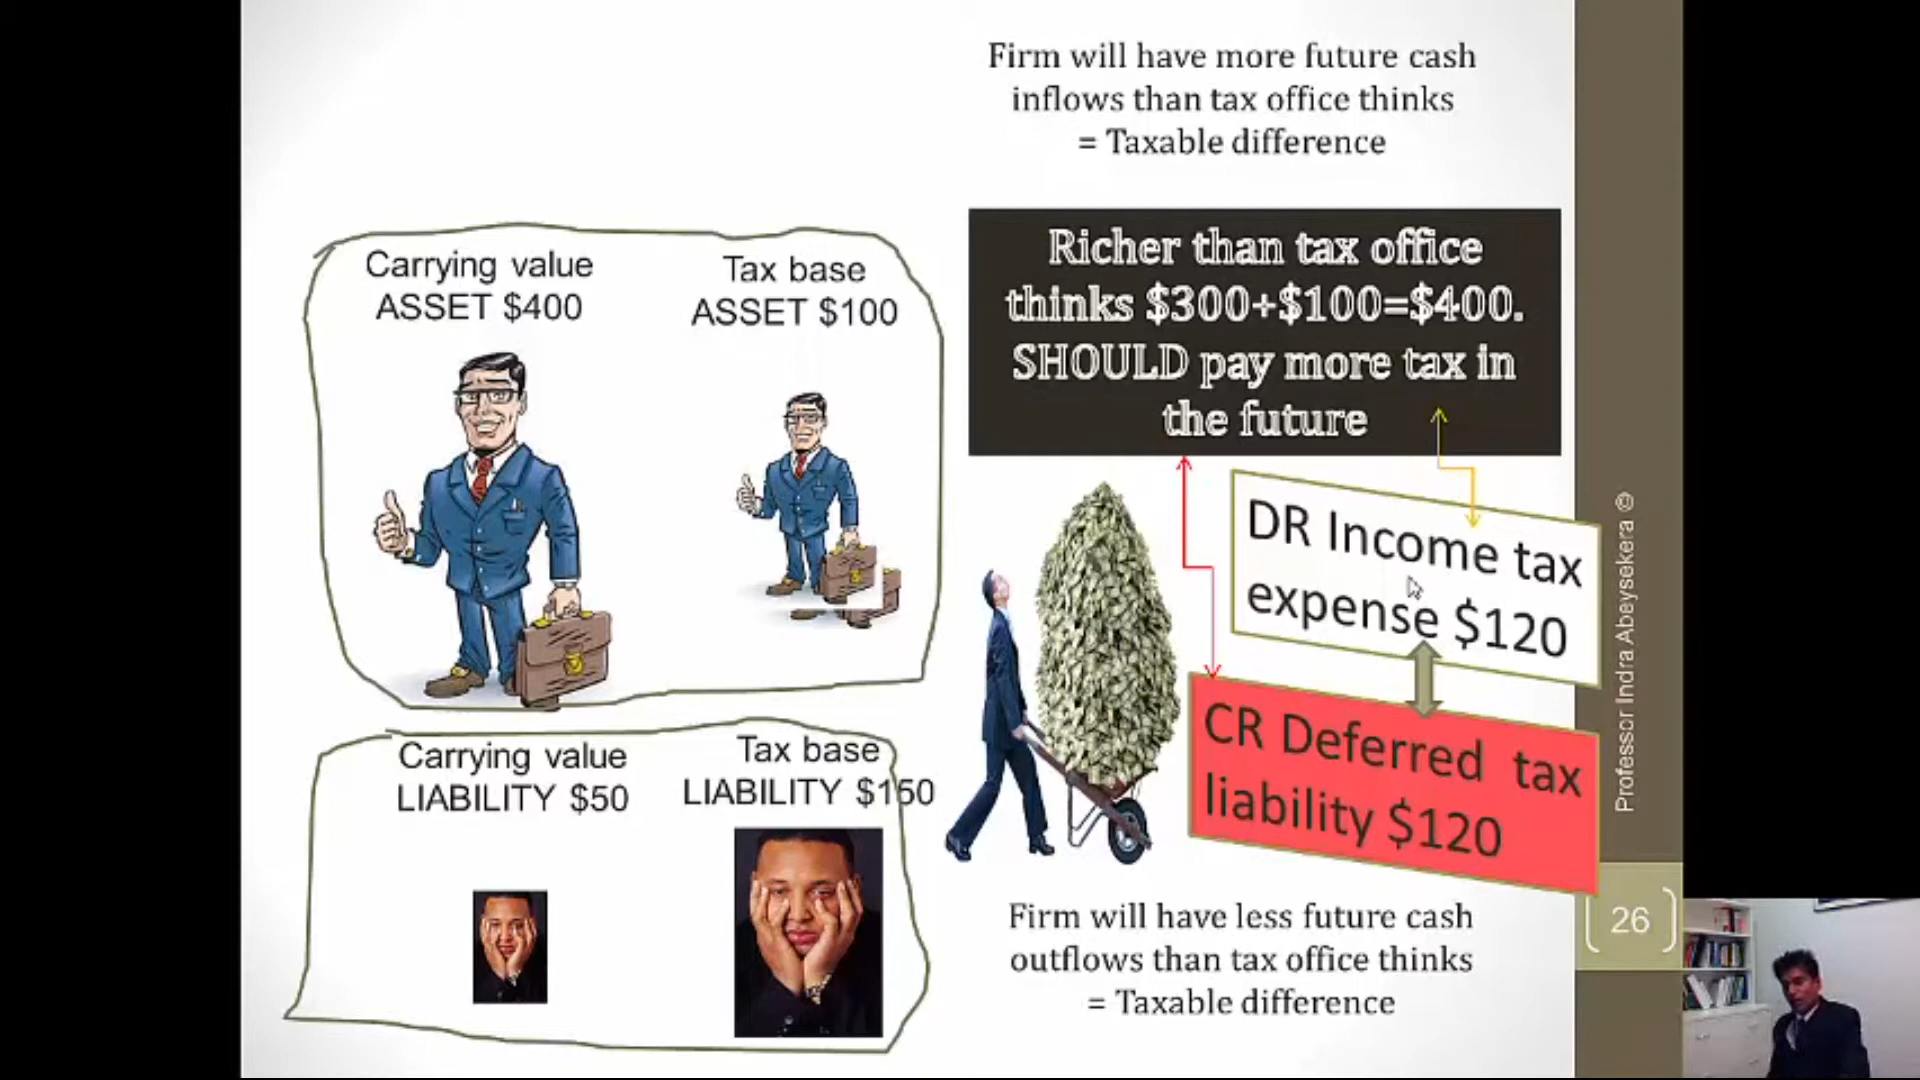 Firm will have more future cash
inflows than tax office thinks
= Taxable difference
Carrying value
ASSET $400
Tax base
ASSET $100
Richer than tax office
thinks $300+$100=$400.
SHOULD pay more tax in
the future
DR Income tax
expense $120
CR Deferred tax
liability $120
Carrying value
LIABILITY $50
Tax base
LIABILITY $150
Firm will have less future cash
outflows than tax office thinks
= Taxable difference
Professor Indra Abeysekera ©
26